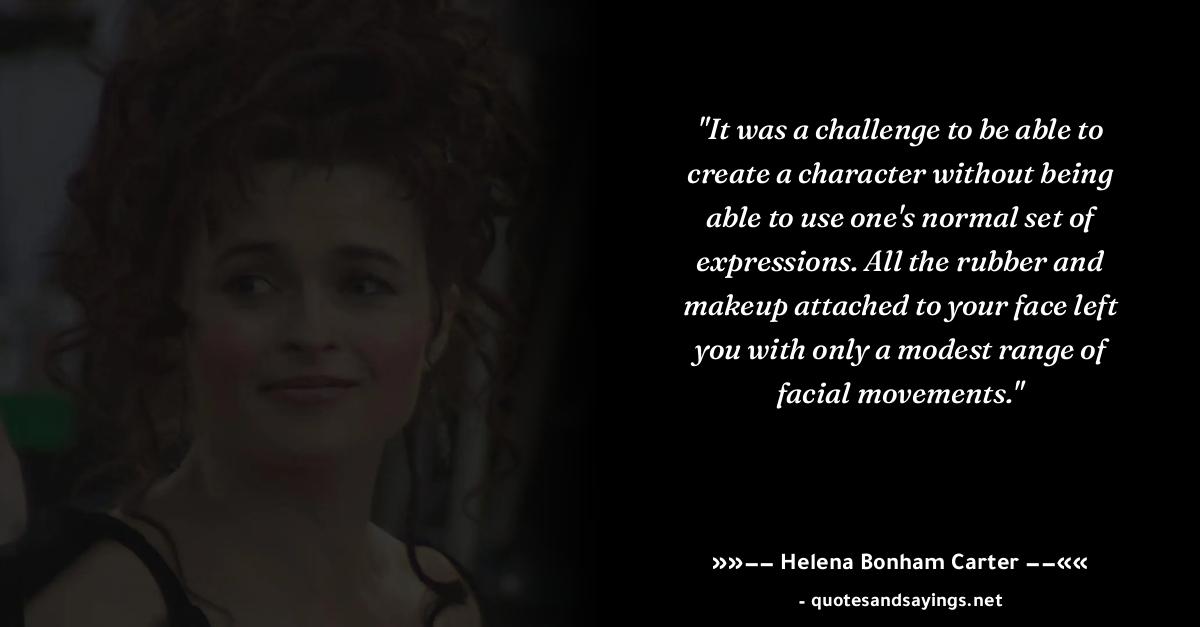 "It was a challenge to be able to
create a character without being
able to use one's normal set of
expressions. All the rubber and
makeup attached to your face left
you with only a modest range of
facial movements."
»»–– Helena Bonham Carter ––««
- quotesandsayings.net